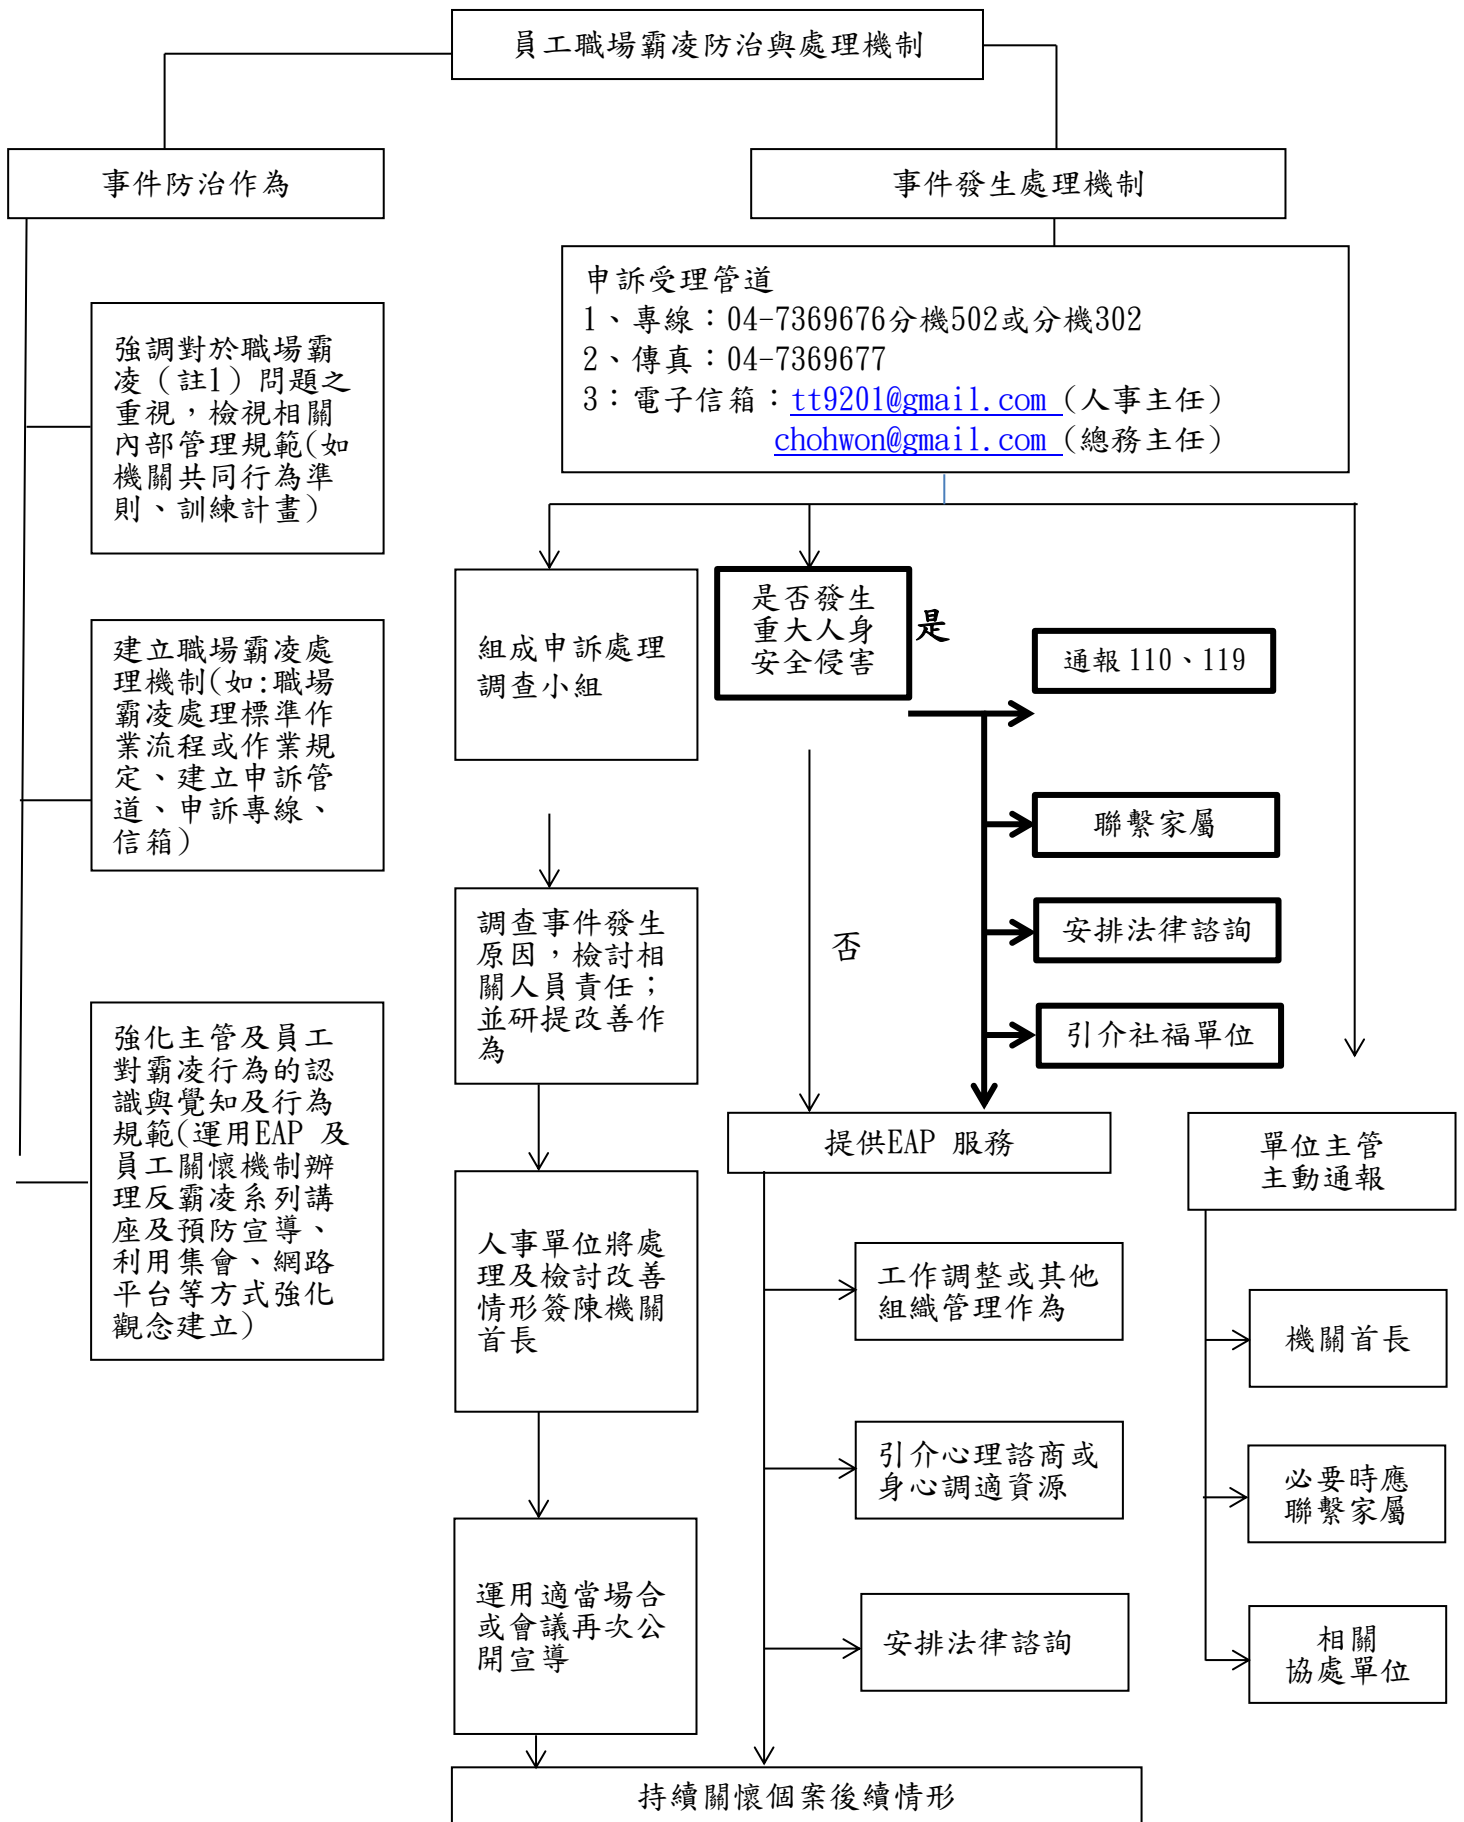 員工職場霸凌防治與處理機制
事件防治作為
強調對於職場霸
凌（註1）問題之
重視，檢視相關
內部管理規範(如
機關共同行為準
則、訓練計畫)
建立職場霸凌處
理機制(如:職場
霸凌處理標準作
業流程或作業規
定、建立申訴管
道、申訴專線、
信箱)
強化主管及員工
對霸凌行為的認
識與覺知及行為
規範(運用EAP 及
員工關懷機制辦
理反霸凌系列講
座及預防宣導、
利用集會、網路
平台等方式強化
觀念建立)
事件發生處理機制
申訴受理管道
1、專線：04-7369676分機502或分機302
2、傳真：04-7369677
3：電子信箱：tt9201@gmail.com (人事主任)
chohwon@gmail.com (總務主任)
組成申訴處理
調查小組
調查事件發生
原因，檢討相
關人員責任；
並研提改善作
為
人事單位將處
理及檢討改善
情形簽陳機關
首長
運用適當場合
或會議再次公
開宣導
是否發生
重大人身
安全侵害
是
通報 110、119
聯繫家屬
安排法律諮詢
引介社福單位
否
提供EAP 服務
工作調整或其他
組織管理作為
引介心理諮商或
身心調適資源
安排法律諮詢
單位主管
主動通報
機關首長
必要時應
聯繫家屬
相關
協處單位
持續關懷個案後續情形